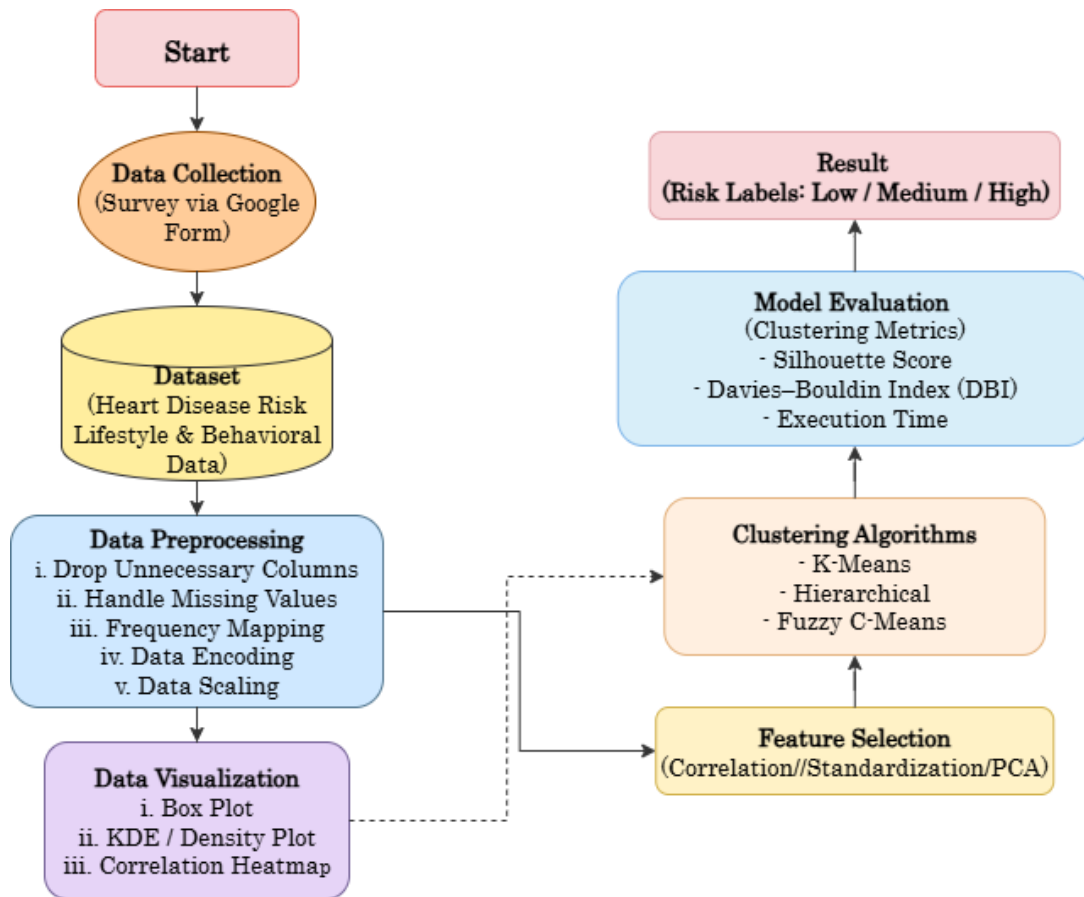 Start
Data Collection
(Survey via Google
Form)
Dataset
(Heart Disease Risk
Lifestyle & Behavioral
Data)
Data Preprocessing
i. Drop Unnecessary Columns
ii. Handle Missing Values
iii. Frequency Mapping
iv. Data Encoding
v. Data Scaling
Data Visualization
i. Box Plot
ii. KDE / Density Plot
iii. Correlation Heatmap
Result
(Risk Labels: Low / Medium / High)
Model Evaluation
(Clustering Metrics)
- Silhouette Score
- Davies–Bouldin Index (DBI)
- Execution Time
Clustering Algorithms
- K-Means
- Hierarchical
- Fuzzy C-Means
Feature Selection
(Correlation//Standardization/PCA)